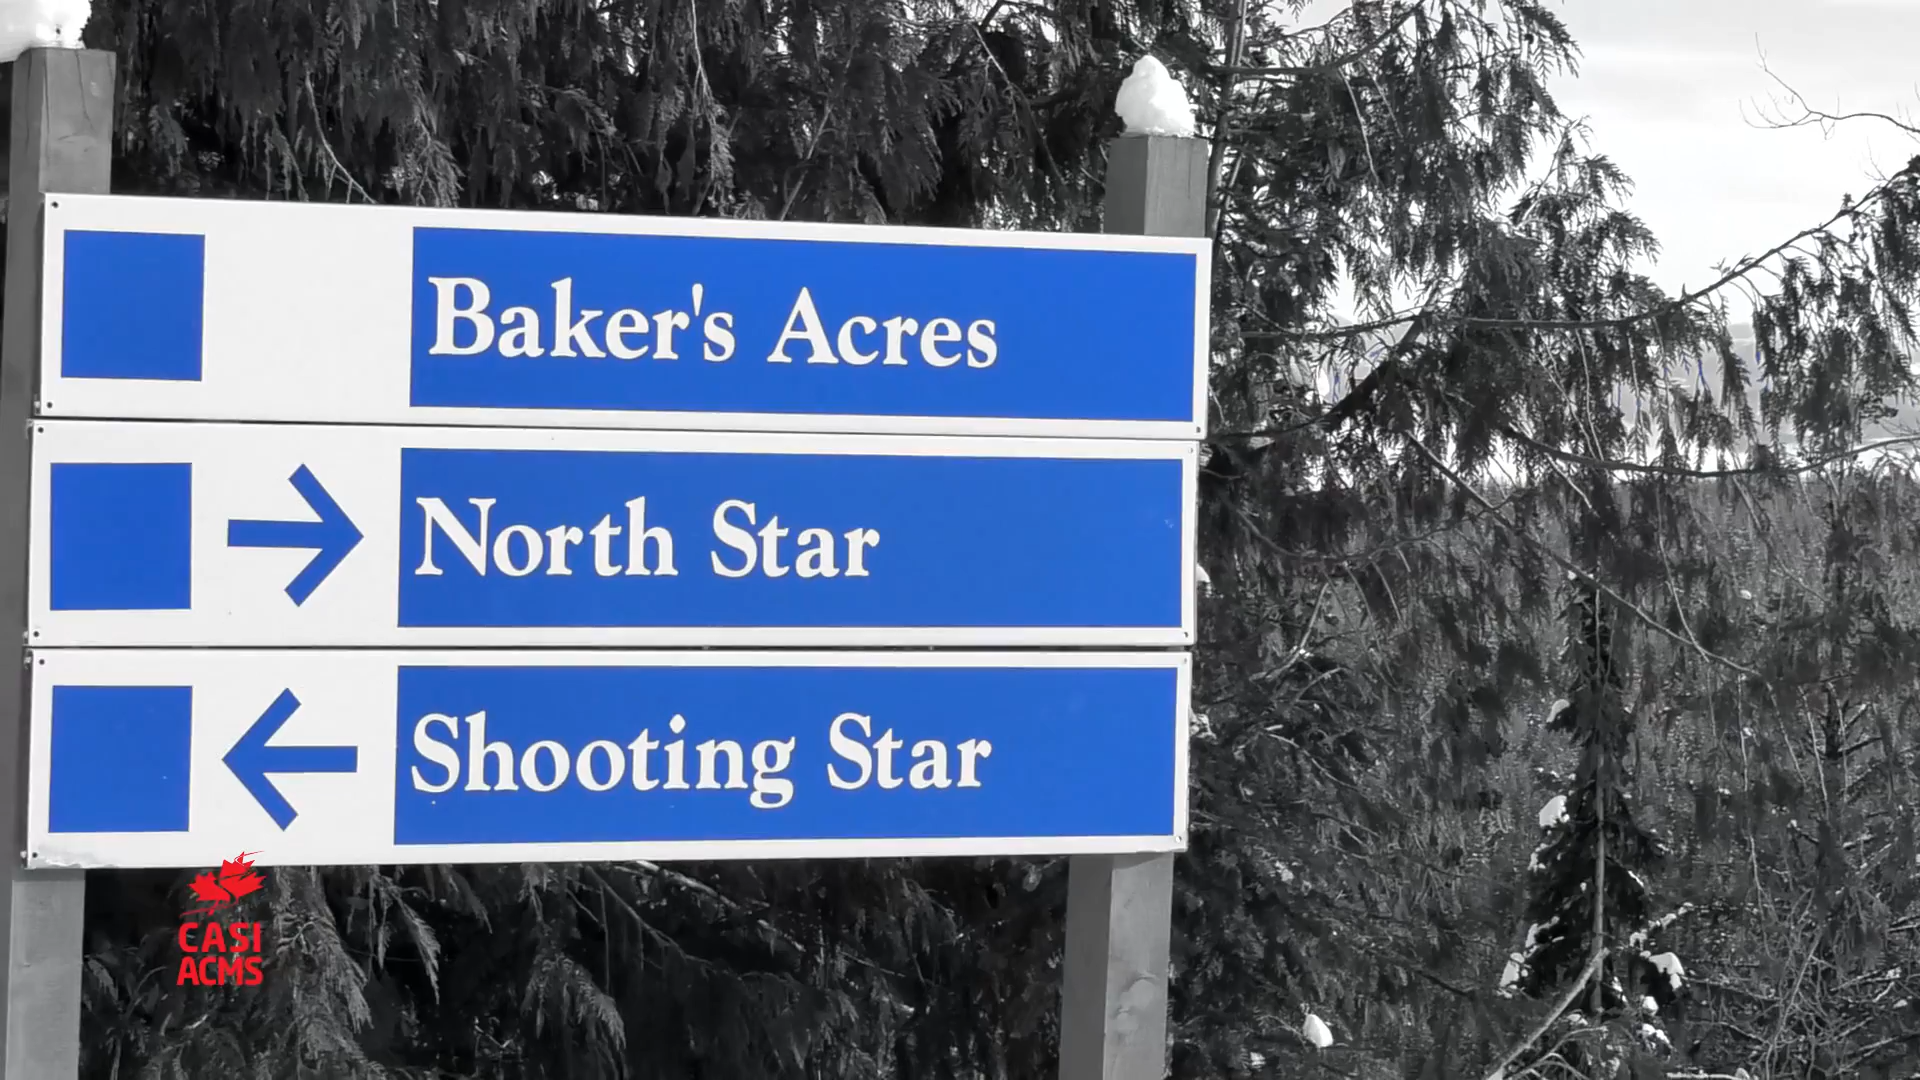 Baker's Acres
North Star
Shooting Star
CASI
ACMS